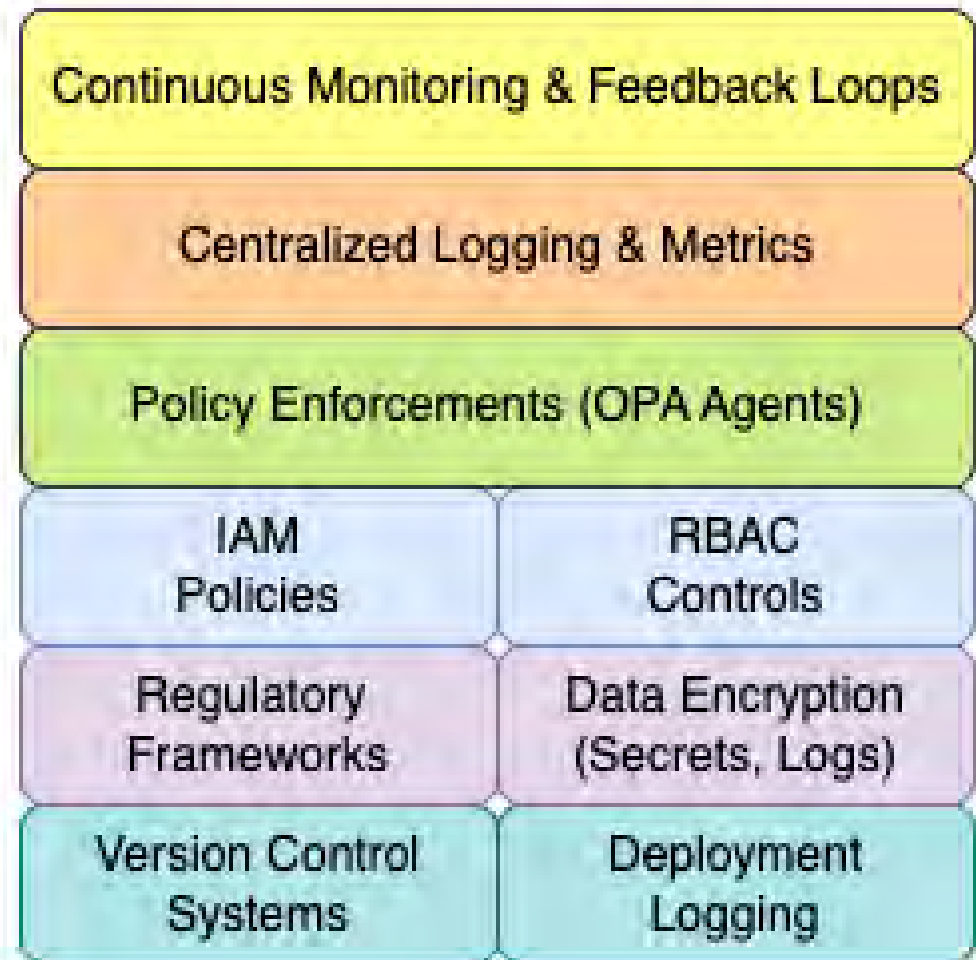 Continuous Monitoring & Feedback Loops
Centralized Logging & Metrics
Policy Enforcements (OPA Agents)
IAM
Policies
RBAC
Controls
Regulatory
Frameworks
Data Encryption
(Secrets, Logs)
Version Control
Systems
Deployment
Logging